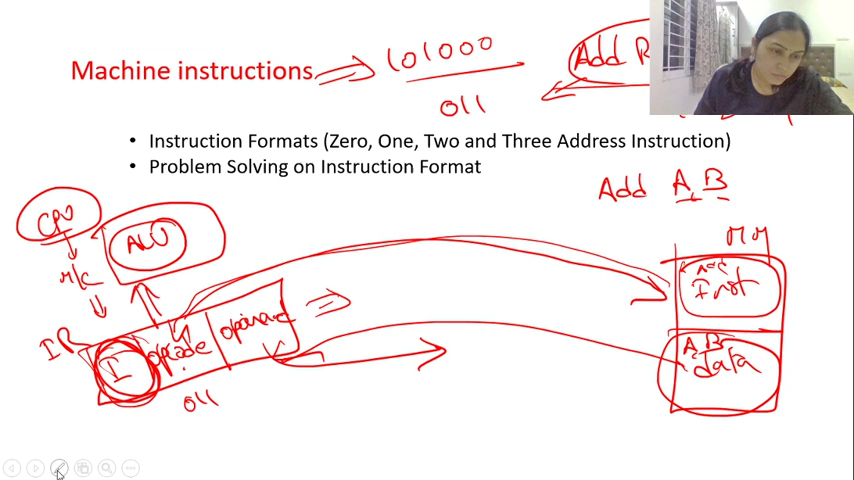 Machine instructions
101000
Add R
011
• Instruction Formats (Zero, One, Two and Three Address Instruction)
• Problem Solving on Instruction Format
Add A, B
CPU
ALU
MM
M/C
Inst
IR
I
opcode
operand
A, B
data
011